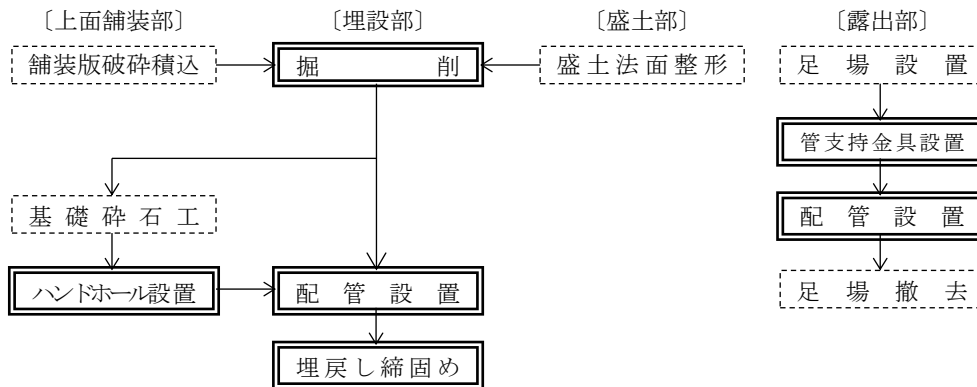 〔上面舗装部〕 〔埋設部〕 〔盛土部〕 〔露出部〕
舗装版破砕積込 掘削 盛土法面整形 足場設置
管支持金具設置
基礎砕石工 配管設置
ハンドホール設置 配管設置 足場撤去
埋戻し締固め